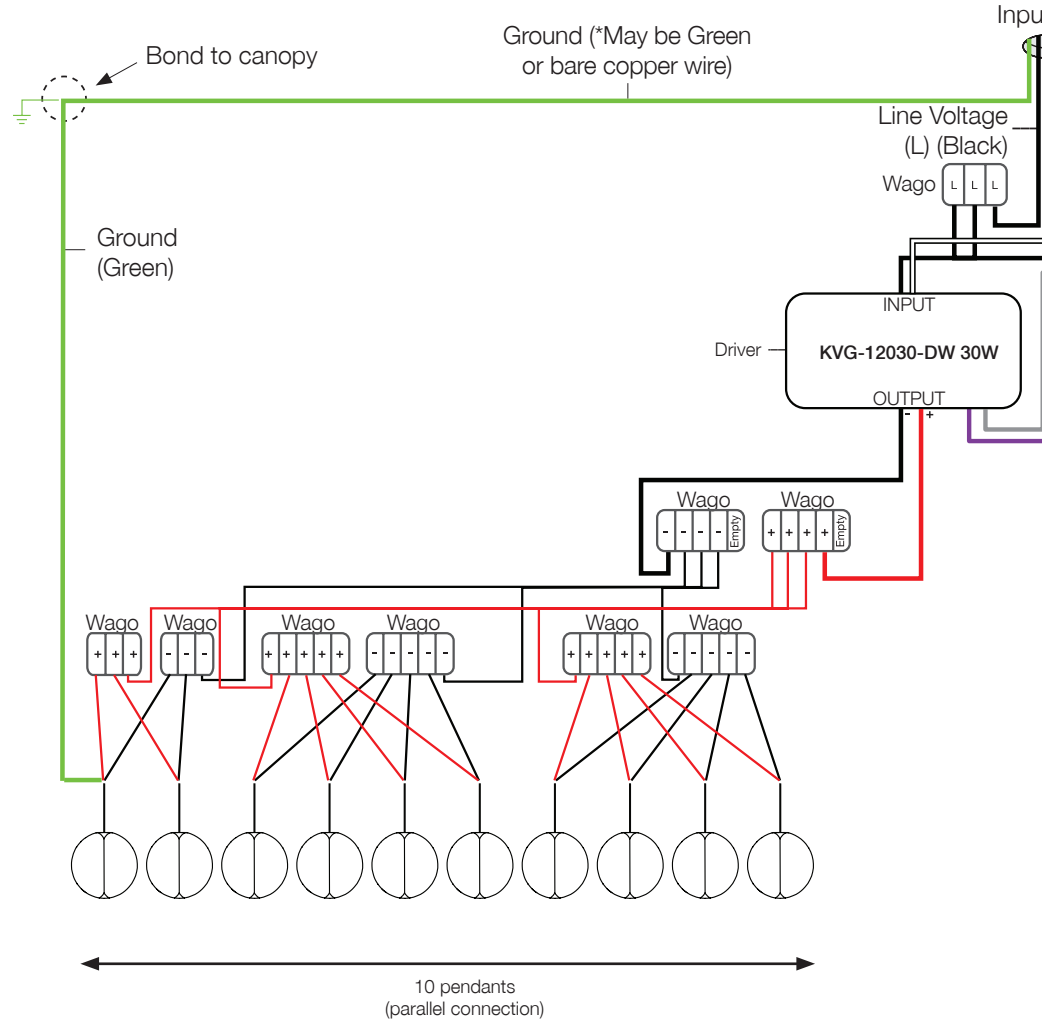 Inpu
Ground (*May be Green
or bare copper wire)
Bond to canopy
Line Voltage
(L) (Black)
Wago
L L L
Ground
(Green)
INPUT
Driver
KVG-12030-DW 30W
OUTPUT
- +
Wago Wago
- - - - Empty + + + + Empty
Wago Wago Wago Wago Wago Wago
+ + + - - - + + + + + - - - - - + + + + + - - - - -
10 pendants
(parallel connection)